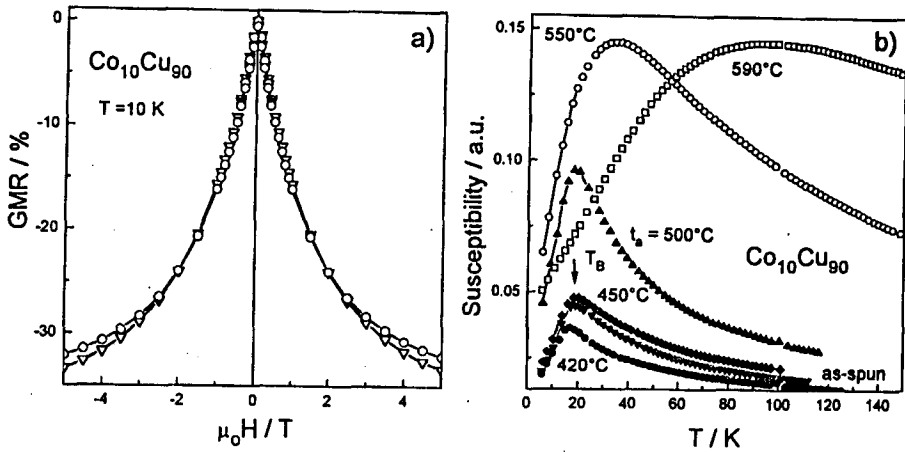 a)
Co10Cu90
T =10 K
0
-10
-20
-30
GMR / %
-4 -2 0 2 4
μ0H / T
b)
0.15
0.10
0.05
Susceptibility / a.u.
550°C
590°C
ta = 500°C
Co10Cu90
TB
450°C
420°C
as-spun
0 20 40 60 80 100 120 140
T / K